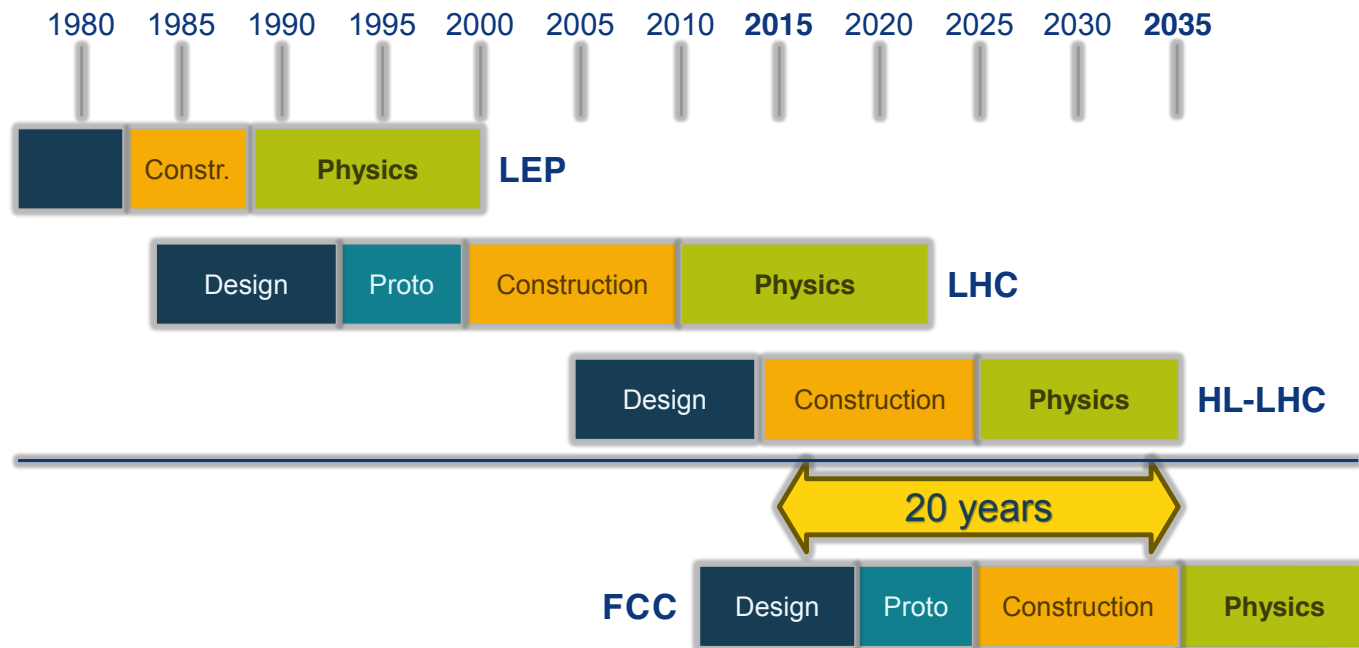 1980 1985 1990 1995 2000 2005 2010 2015 2020 2025 2030 2035
Constr. Physics LEP
Design Proto Construction Physics LHC
Design Construction Physics HL-LHC
20 years
FCC Design Proto Construction Physics